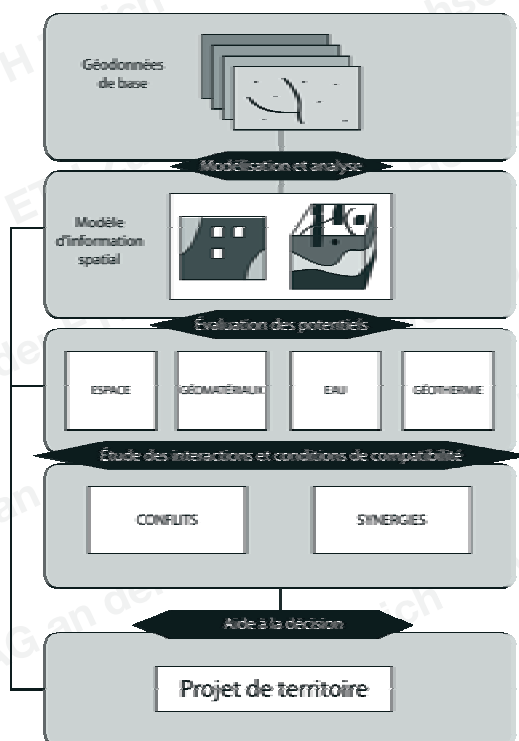 Géodonnées
de base
Modélisation et analyse
Modèle
d'information
spatial
Évaluation des potentiels
ESPACE
GÉOMATÉRIAUX
EAU
GÉOTHERMIE
Étude des interactions et conditions de compatibilité
CONFLITS
SYNERGIES
Aide à la décision
Projet de territoire